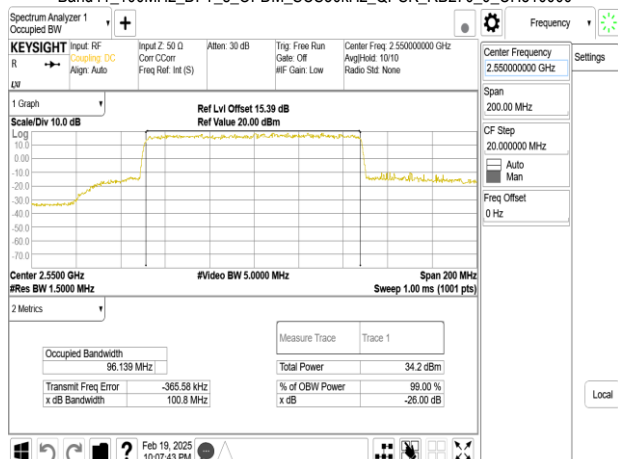 Spectrum Analyzer 1
Occupied BW
Frequency
KEYSIGHT
R
Input: RF
Coupling: DC
Align: Auto
Input Z: 50 Ω
Corr CCorr
Freq Ref: Int (S)
Atten: 30 dB
Trig: Free Run
Gate: Off
#IF Gain: Low
Center Freq: 2.550000000 GHz
Avg|Hold: 10/10
Radio Std: None
LXI
Center Frequency
2.550000000 GHz
Settings
Span
200.00 MHz
CF Step
20.000000 MHz
Auto
Man
Freq Offset
0 Hz
1 Graph
Scale/Div 10.0 dB
Ref Lvl Offset 15.39 dB
Ref Value 20.00 dBm
Log
10.0
0.00
-10.0
-20.0
-30.0
-40.0
-50.0
-60.0
-70.0
Center 2.5500 GHz
#Video BW 5.0000 MHz
Span 200 MHz
#Res BW 1.5000 MHz
Sweep 1.00 ms (1001 pts)
2 Metrics
Measure Trace
Trace 1
Occupied Bandwidth
96.139 MHz
Total Power
34.2 dBm
Transmit Freq Error
-365.58 kHz
% of OBW Power
99.00 %
x dB Bandwidth
100.8 MHz
x dB
-26.00 dB
Local
Feb 19, 2025
10:07:43 PM